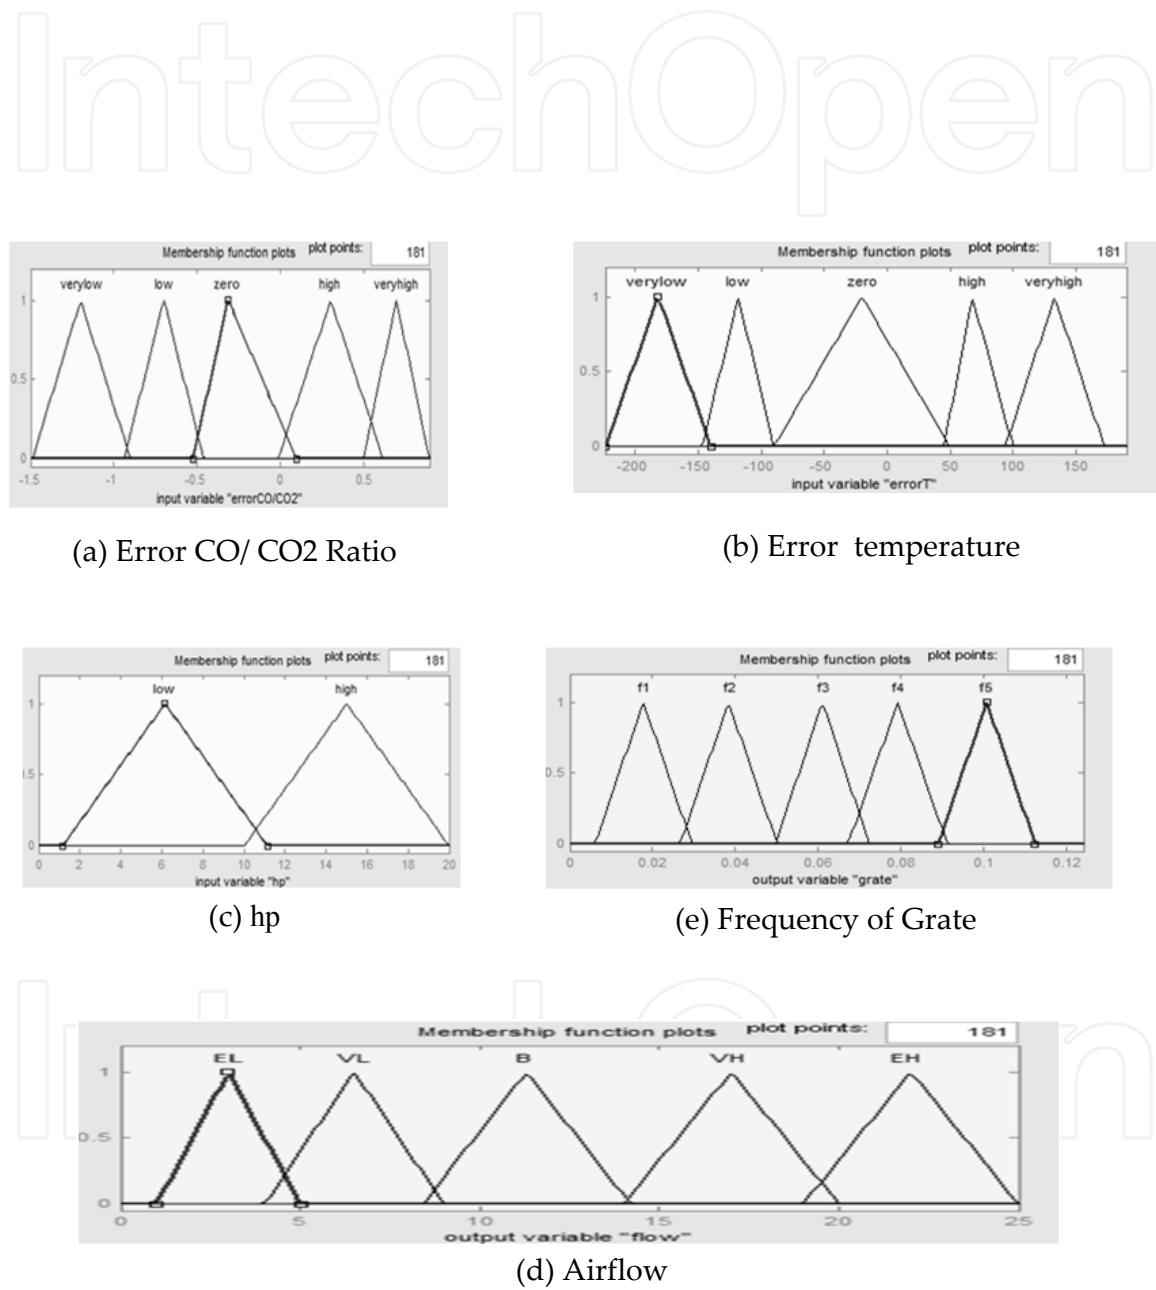 IntechOpen
Membership function plots plot points: 181
verylow low zero high veryhigh
1
0.5
0
-1.5 -1 -0.5 0 0.5
input variable "errorCO/CO2"
(a) Error CO/ CO2 Ratio
Membership function plots plot points: 181
verylow low zero high veryhigh
1
0.5
0
-200 -150 -100 -50 0 50 100 150
input variable "errorT"
(b) Error temperature
Membership function plots plot points: 181
low high
1
0.5
0
0 2 4 6 8 10 12 14 16 18 20
input variable "hp"
(c) hp
Membership function plots plot points: 181
f1 f2 f3 f4 f5
1
0.5
0
0 0.02 0.04 0.06 0.08 0.1 0.12
output variable "grate"
(e) Frequency of Grate
Membership function plots plot points: 181
EL VL B VH EH
1
0.5
0
0 5 10 15 20 25
output variable "flow"
(d) Airflow